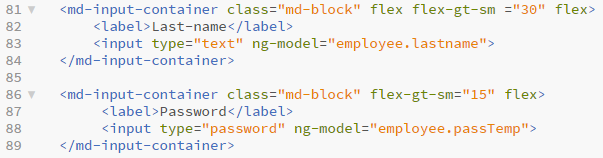 81 ▼ <md-input-container class="md-block" flex flex-gt-sm ="30" flex>
82 <label>Last-name</label>
83 <input type="text" ng-model="employee.lastname">
84 </md-input-container>
85
86 ▼ <md-input-container class="md-block" flex-gt-sm="15" flex>
87 <label>Password</label>
88 <input type="password" ng-model="employee.passTemp">
89 </md-input-container>